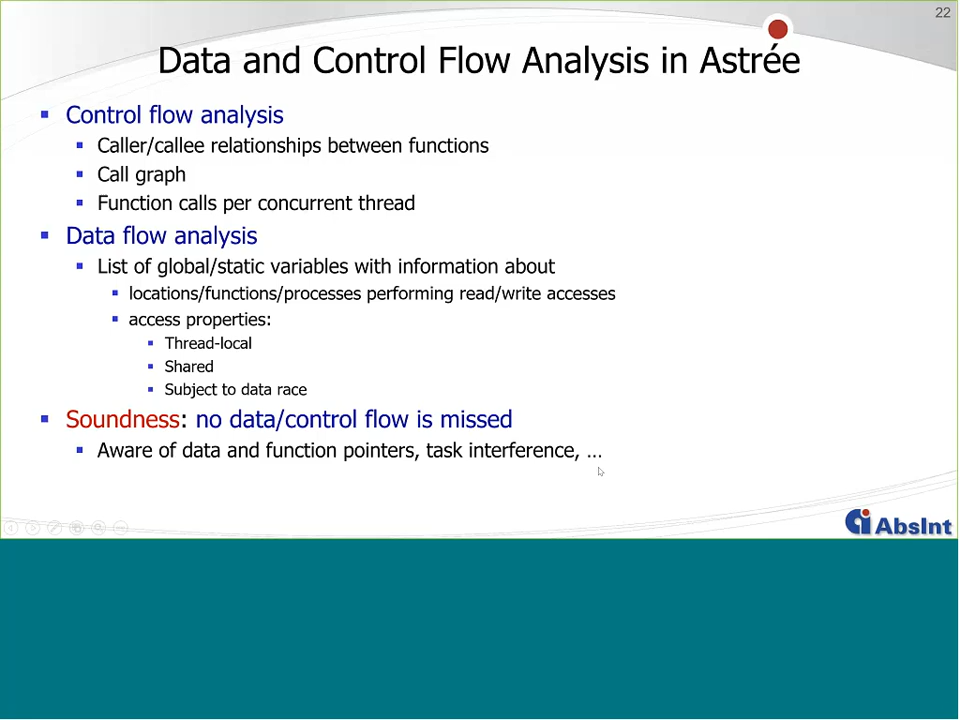 22
Data and Control Flow Analysis in Astrée
Control flow analysis
Caller/callee relationships between functions
Call graph
Function calls per concurrent thread
Data flow analysis
List of global/static variables with information about
locations/functions/processes performing read/write accesses
access properties:
Thread-local
Shared
Subject to data race
Soundness: no data/control flow is missed
Aware of data and function pointers, task interference, …
AbsInt